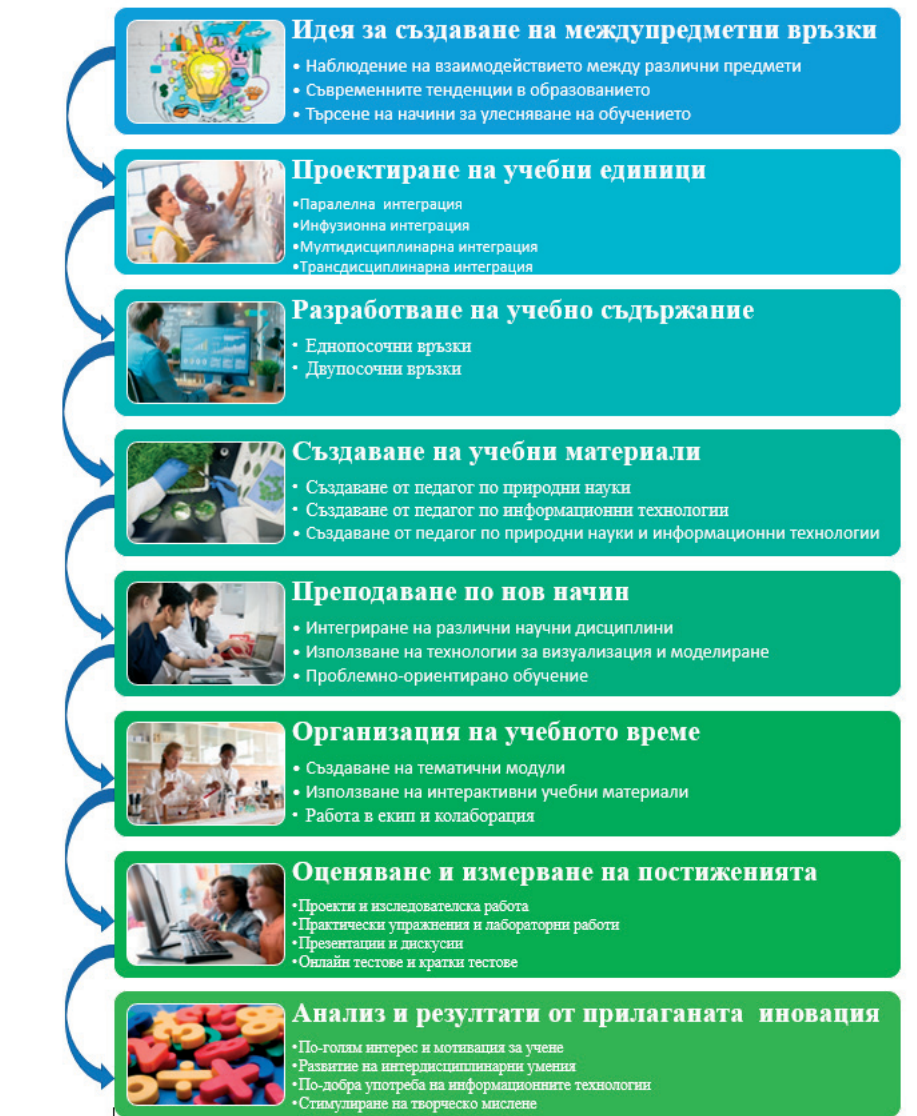 Идея за създаване на междупредметни връзки
• Наблюдение на взаимодействието между различни предмети
• Съвременните тенденции в образованието
• Търсене на начини за улесняване на обучението
Проектиране на учебни единици
•Паралелна интеграция
•Инфузионна интеграция
•Мултидисциплинарна интеграция
•Трансдисциплинарна интеграция
Разработване на учебно съдържание
• Еднопосочни връзки
• Двупосочни връзки
Създаване на учебни материали
• Създаване от педагог по природни науки
• Създаване от педагог по информационни технологии
• Създаване от педагог по природни науки и информационни технологии
Преподаване по нов начин
• Интегриране на различни научни дисциплини
• Използване на технологии за визуализация и моделиране
• Проблемно-ориентирано обучение
Организация на учебното време
• Създаване на тематични модули
• Използване на интерактивни учебни материали
• Работа в екип и колаборация
Оценяване и измерване на постиженията
•Проекти и изследователска работа
•Практически упражнения и лабораторни работи
•Презентации и дискусии
•Онлайн тестове и кратки тестове
Анализ и резултати от прилаганата иновация
•По-голям интерес и мотивация за учене
•Развитие на интердисциплинарни умения
•По-добра употреба на информационните технологии
•Стимулиране на творческо мислене